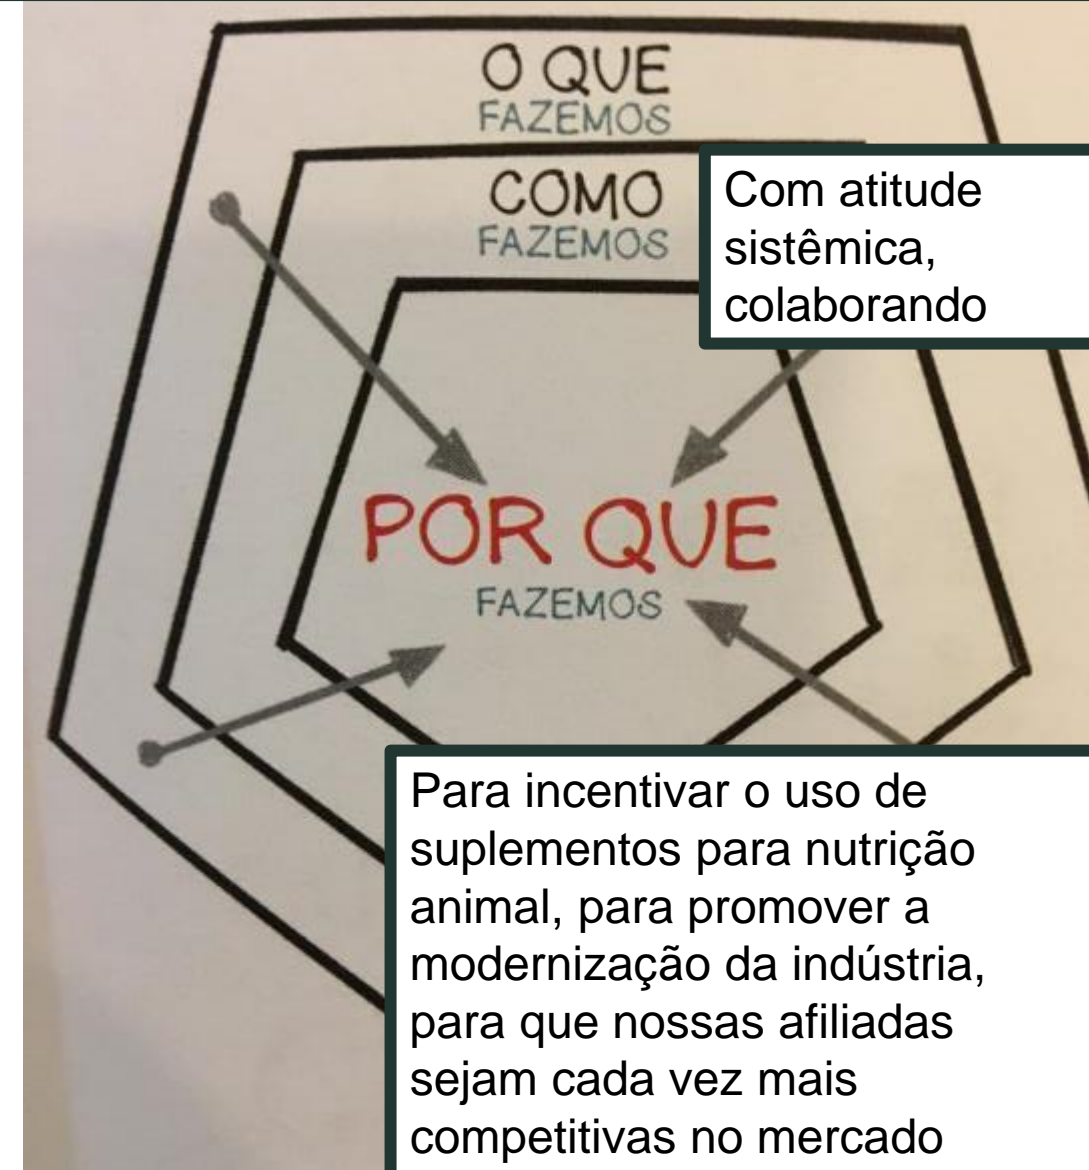 O QUE
FAZEMOS
COMO
FAZEMOS
Com atitude
sistêmica,
colaborando
POR QUE
FAZEMOS
Para incentivar o uso de
suplementos para nutrição
animal, para promover a
modernização da indústria,
para que nossas afiliadas
sejam cada vez mais
competitivas no mercado